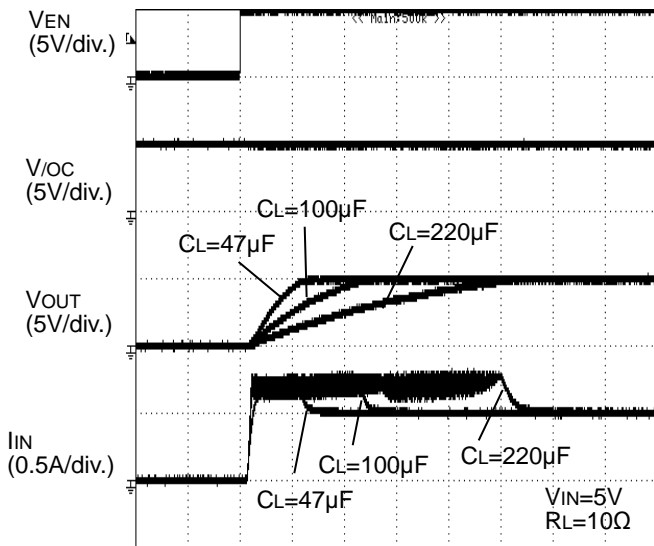 VEN
(5V/div.)
<< Main:500k >>
V/OC
(5V/div.)
CL=100µF
CL=47µF
CL=220µF
VOUT
(5V/div.)
IIN
(0.5A/div.)
CL=220µF
CL=100µF
CL=47µF
VIN=5V
RL=10Ω